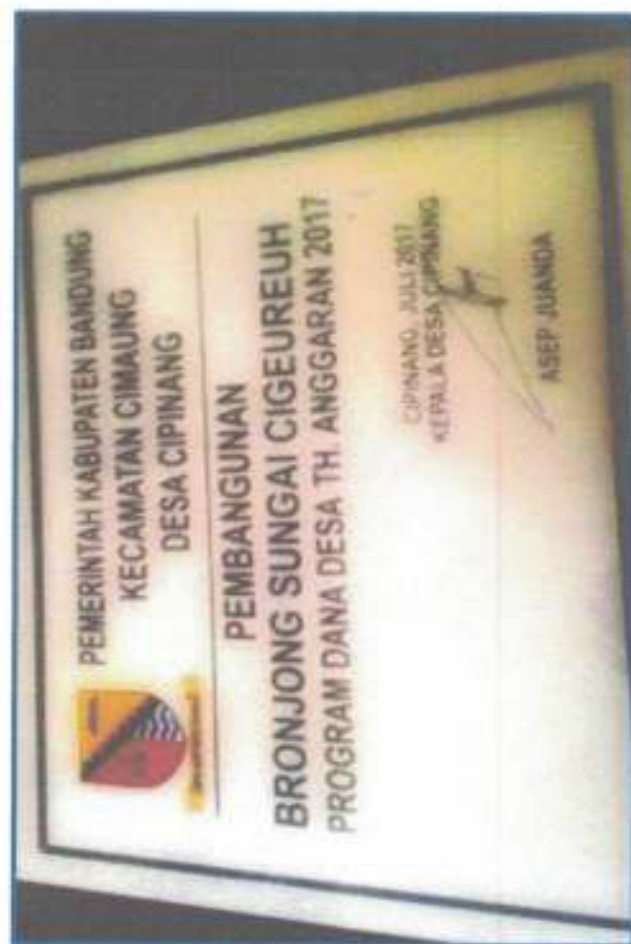 PEMERINTAH KABUPATEN BANDUNG
KECAMATAN CIMAUNG
DESA CIPINANG
PEMBANGUNAN
BRONJONG SUNGAI CIGEUREUH
PROGRAM DANA DESA TH. ANGGARAN 2017
CIPINANG, JULI 2017
KEPALA DESA CIPINANG
ASEP JUANDA